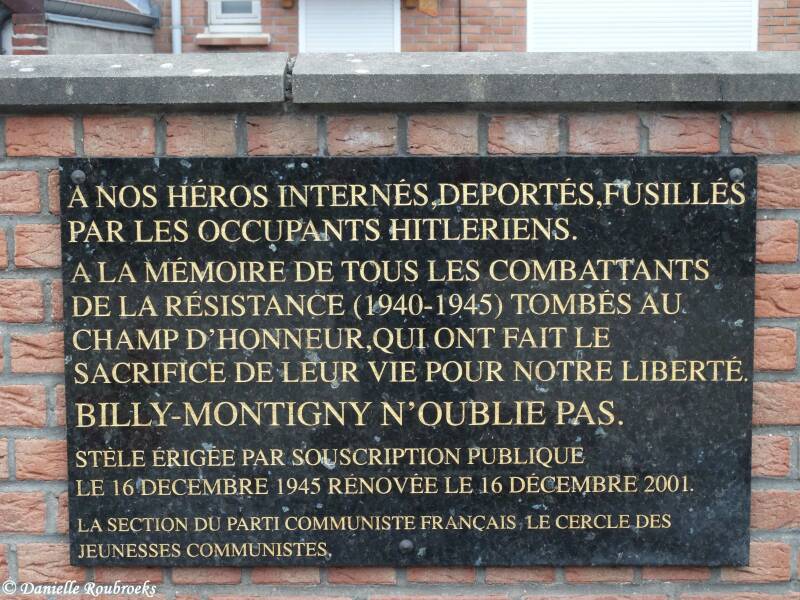 A NOS HÉROS INTERNÉS,DEPORTÉS,FUSILLÉS
PAR LES OCCUPANTS HITLERIENS.
A LA MÉMOIRE DE TOUS LES COMBATTANTS
DE LA RÉSISTANCE (1940-1945) TOMBÉS AU
CHAMP D'HONNEUR,QUI ONT FAIT LE
SACRIFICE DE LEUR VIE POUR NOTRE LIBERTÉ.
BILLY-MONTIGNY N'OUBLIE PAS.
STÈLE ÉRIGÉE PAR SOUSCRIPTION PUBLIQUE
LE 16 DECEMBRE 1945 RÉNOVÉE LE 16 DÉCEMBRE 2001.
LA SECTION DU PARTI COMMUNISTE FRANÇAIS, LE CERCLE DES
JEUNESSES COMMUNISTES.
© Danielle Roubroeks